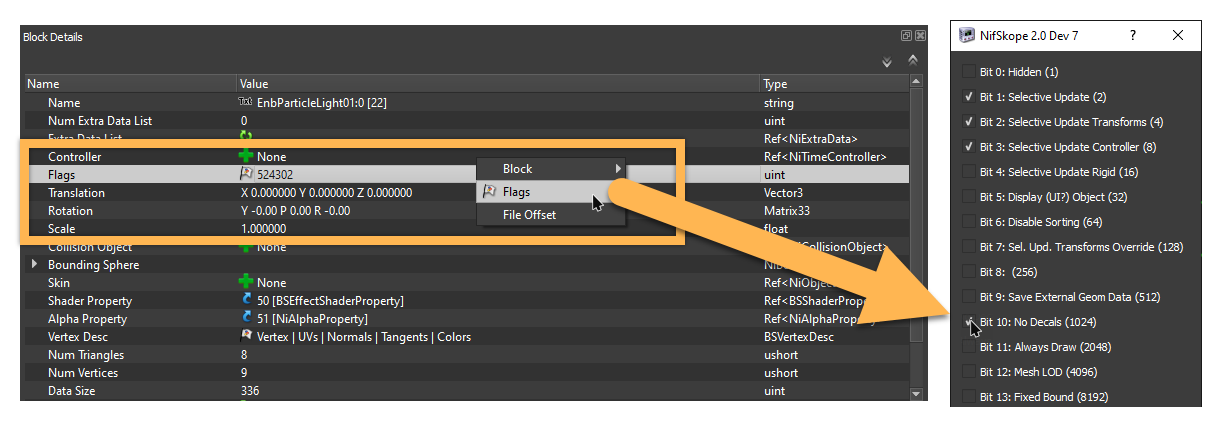 Block Details
Name Value Type
Name Txt EnbParticleLight01:0 [22] string
Num Extra Data List 0 uint
Extra Data List Ref<NiExtraData>
Controller None Ref<NiTimeController>
Flags 524302 uint
Translation X 0.000000 Y 0.000000 Z 0.000000 Vector3
Rotation Y -0.00 P 0.00 R -0.00 Matrix33
Scale 1.000000 float
Collision Object None CollisionObject>
Bounding Sphere
Skin None Ref<NiObject
Shader Property 50 [BSEffectShaderProperty] Ref<BSShaderProp
Alpha Property 51 [NiAlphaProperty] Ref<NiAlphaProperty
Vertex Desc Vertex | UVs | Normals | Tangents | Colors BSVertexDesc
Num Triangles 8 ushort
Num Vertices 9 ushort
Data Size 336 uint
Block
Flags
File Offset
NifSkope 2.0 Dev 7 ?
Bit 0: Hidden (1)
Bit 1: Selective Update (2)
Bit 2: Selective Update Transforms (4)
Bit 3: Selective Update Controller (8)
Bit 4: Selective Update Rigid (16)
Bit 5: Display (UI?) Object (32)
Bit 6: Disable Sorting (64)
Bit 7: Sel. Upd. Transforms Override (128)
Bit 8: (256)
Bit 9: Save External Geom Data (512)
Bit 10: No Decals (1024)
Bit 11: Always Draw (2048)
Bit 12: Mesh LOD (4096)
Bit 13: Fixed Bound (8192)